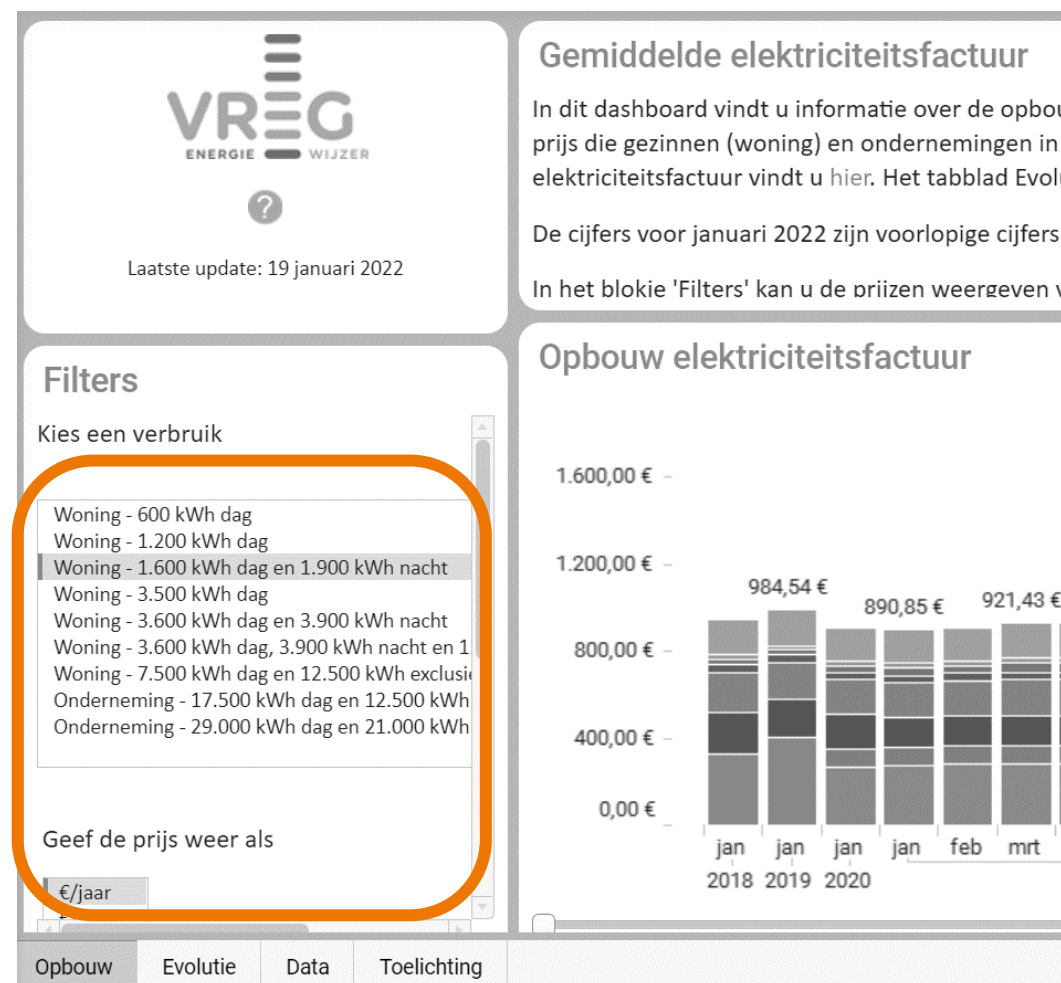 VREG
ENERGIE WIJZER
?
Laatste update: 19 januari 2022
Gemiddelde elektriciteitsfactuur
In dit dashboard vindt u informatie over de opbou
prijs die gezinnen (woning) en ondernemingen in
elektriciteitsfactuur vindt u hier. Het tabblad Evolu
De cijfers voor januari 2022 zijn voorlopige cijfers
In het blokje 'Filters' kan u de prijzen weergeven v
Filters
Kies een verbruik
Woning - 600 kWh dag
Woning - 1.200 kWh dag
Woning - 1.600 kWh dag en 1.900 kWh nacht
Woning - 3.500 kWh dag
Woning - 3.600 kWh dag en 3.900 kWh nacht
Woning - 3.600 kWh dag, 3.900 kWh nacht en 1
Woning - 7.500 kWh dag en 12.500 kWh exclusie
Onderneming - 17.500 kWh dag en 12.500 kWh
Onderneming - 29.000 kWh dag en 21.000 kWh
Geef de prijs weer als
€/jaar
Opbouw elektriciteitsfactuur
1.600,00 €
1.200,00 €
800,00 €
400,00 €
0,00 €
984,54 €
890,85 €
921,43 €
jan jan jan jan feb mrt
2018 2019 2020
Opbouw Evolutie Data Toelichting